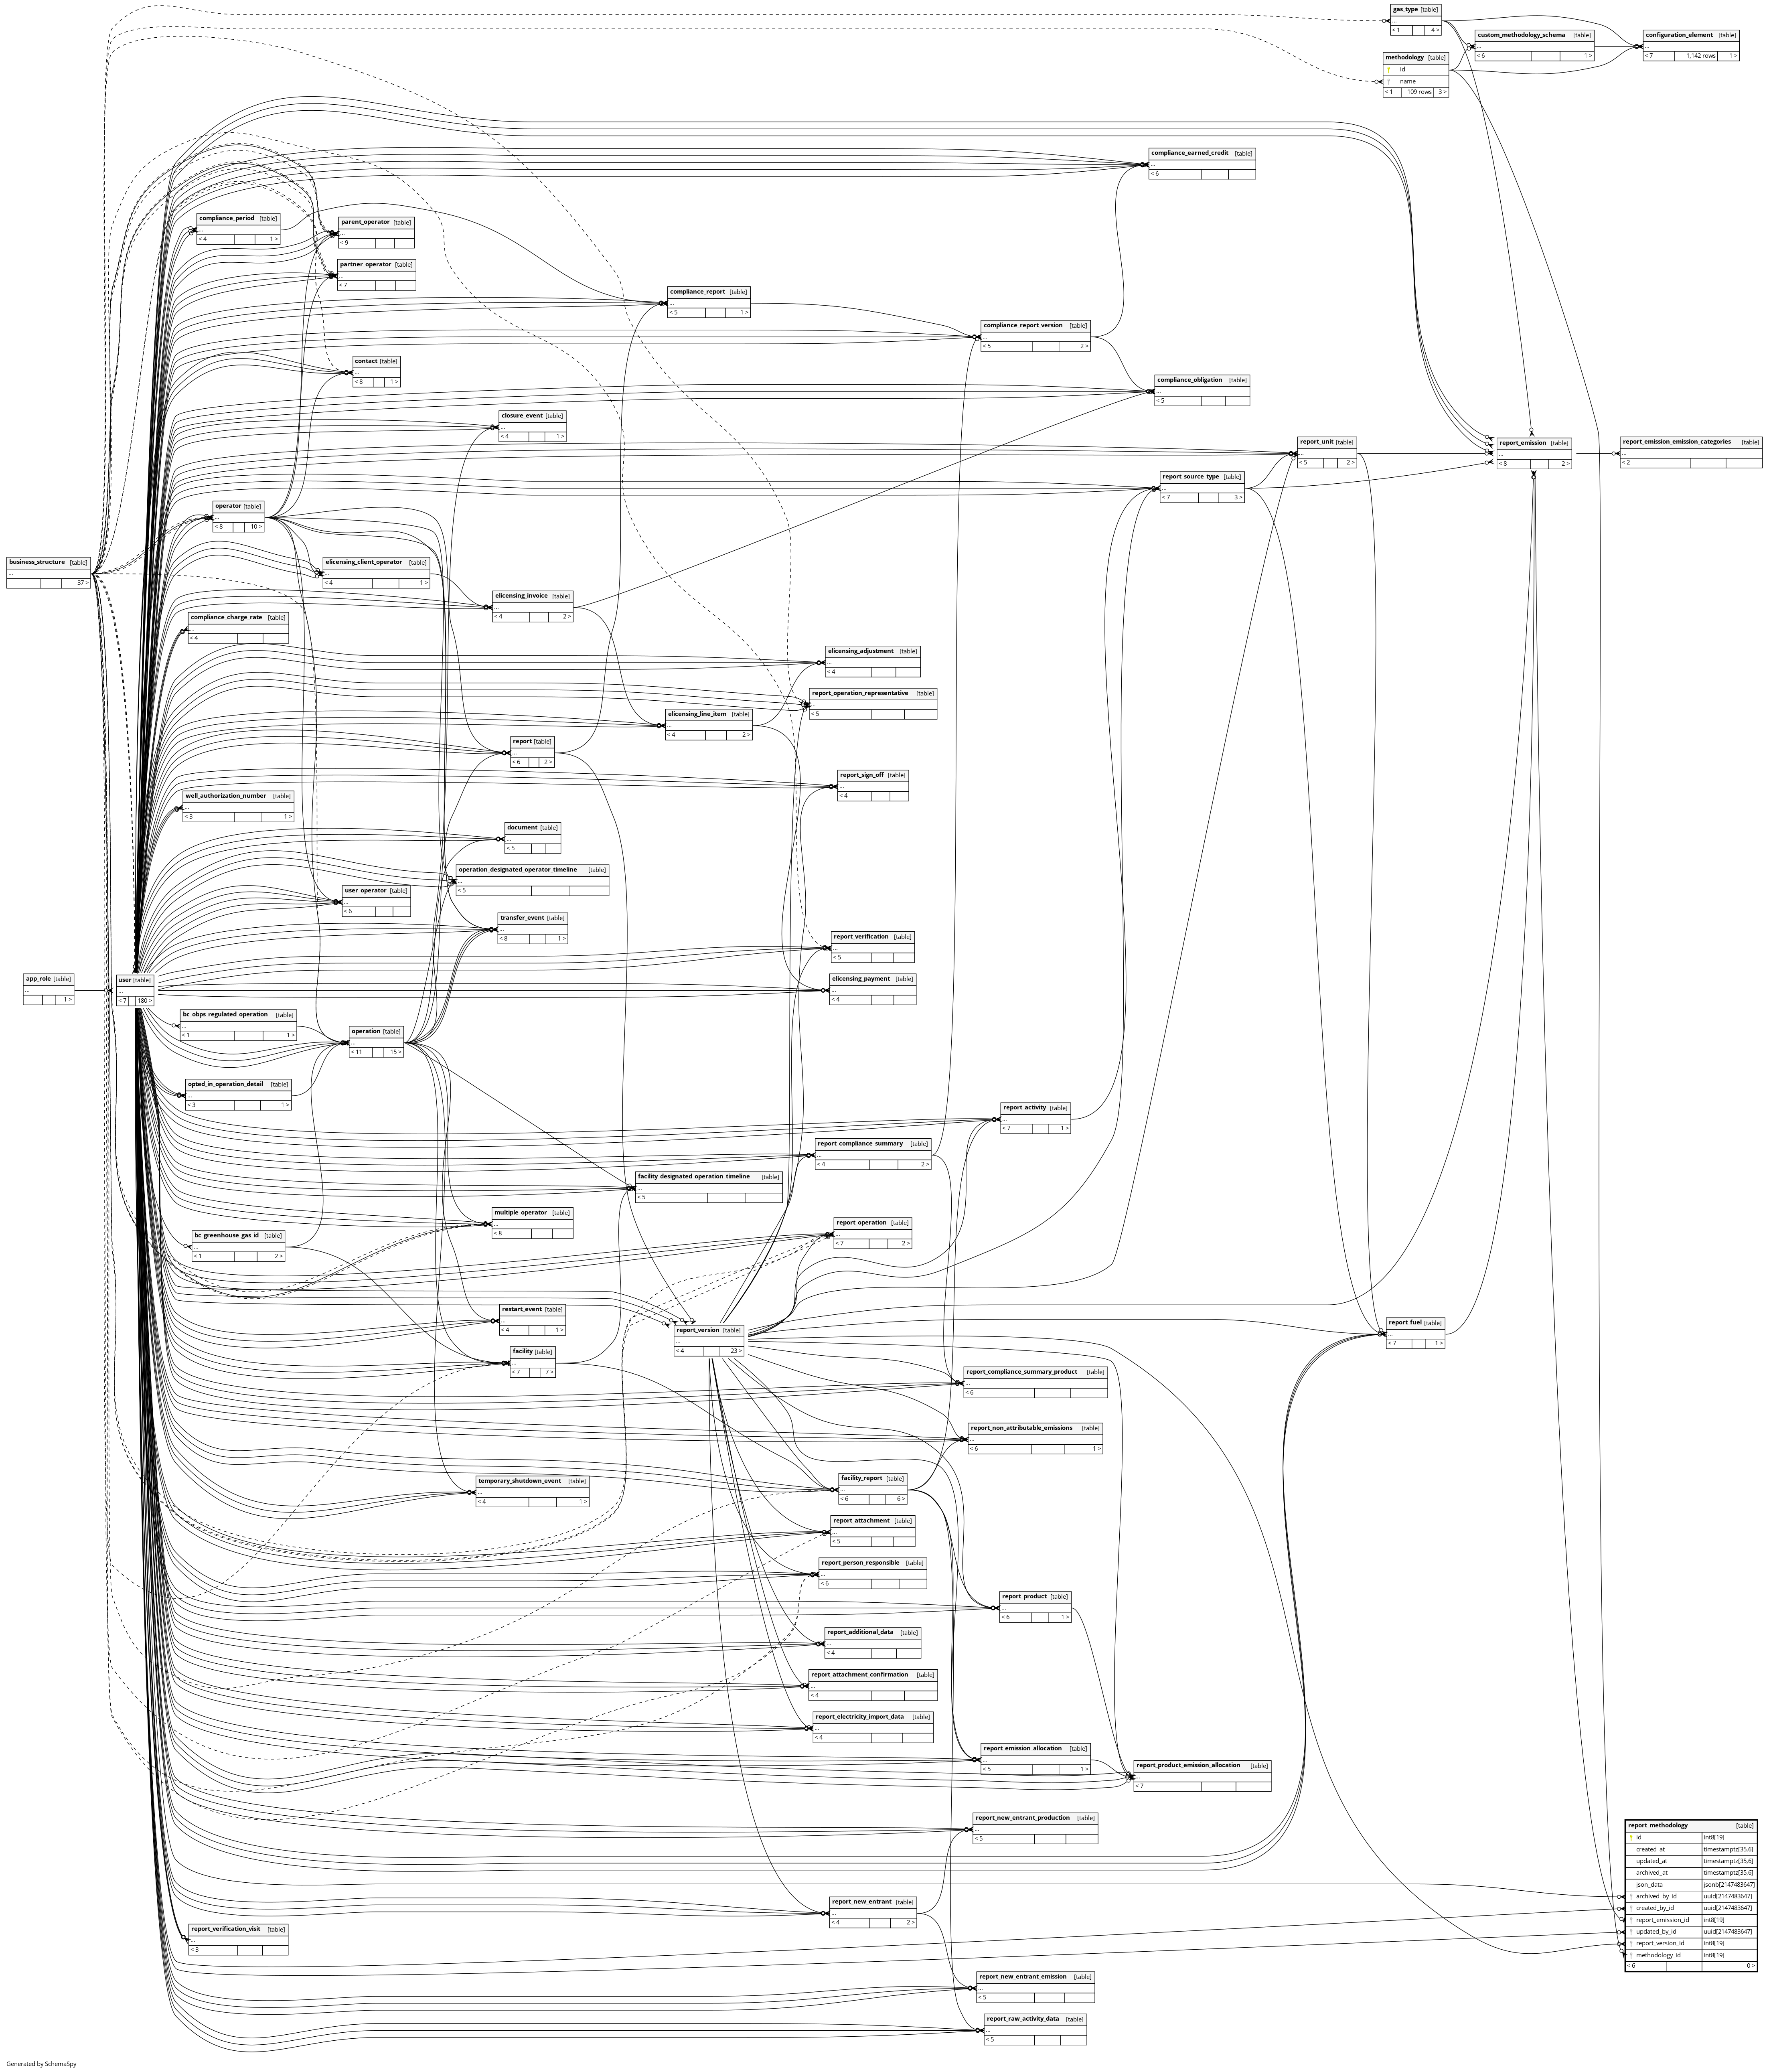 gas_type [table]
...
< 1 4 >
custom_methodology_schema [table]
...
< 6 1 >
configuration_element [table]
...
< 7 1,142 rows 1 >
methodology [table]
id
name
< 1 109 rows 3 >
compliance_earned_credit [table]
...
< 6
compliance_period [table]
...
< 4 1 >
parent_operator [table]
...
< 9
partner_operator [table]
...
< 7
compliance_report [table]
...
< 5 1 >
compliance_report_version [table]
...
< 5 2 >
contact [table]
...
< 8 1 >
compliance_obligation [table]
...
< 5
closure_event [table]
...
< 4 1 >
report_unit [table]
...
< 5 2 >
report_emission [table]
...
< 8 2 >
report_emission_emission_categories [table]
...
< 2
report_source_type [table]
...
< 7 3 >
operator [table]
...
< 8 10 >
business_structure [table]
...
37 >
elicensing_client_operator [table]
...
< 4 1 >
elicensing_invoice [table]
...
< 4 2 >
compliance_charge_rate [table]
...
< 4
elicensing_adjustment [table]
...
< 4
report_operation_representative [table]
...
< 5
elicensing_line_item [table]
...
< 4 2 >
report [table]
...
< 6 2 >
report_sign_off [table]
...
< 4
well_authorization_number [table]
...
< 3 1 >
document [table]
...
< 5
operation_designated_operator_timeline [table]
...
< 5
user_operator [table]
...
< 6
transfer_event [table]
...
< 8 1 >
report_verification [table]
...
< 5
app_role [table]
...
1 >
user [table]
...
< 7 180 >
elicensing_payment [table]
...
< 4
bc_obps_regulated_operation [table]
...
< 1 1 >
operation [table]
...
< 11 15 >
opted_in_operation_detail [table]
...
< 3 1 >
report_activity [table]
...
< 7 1 >
report_compliance_summary [table]
...
< 4 2 >
facility_designated_operation_timeline [table]
...
< 5
multiple_operator [table]
...
< 8
report_operation [table]
...
< 7 2 >
bc_greenhouse_gas_id [table]
...
< 1 2 >
restart_event [table]
...
< 4 1 >
report_version [table]
...
< 4 23 >
report_fuel [table]
...
< 7 1 >
facility [table]
...
< 7 7 >
report_compliance_summary_product [table]
...
< 6
report_non_attributable_emissions [table]
...
< 6 1 >
facility_report [table]
...
< 6 6 >
temporary_shutdown_event [table]
...
< 4 1 >
report_attachment [table]
...
< 5
report_person_responsible [table]
...
< 6
report_product [table]
...
< 6 1 >
report_additional_data [table]
...
< 4
report_attachment_confirmation [table]
...
< 4
report_electricity_import_data [table]
...
< 4
report_emission_allocation [table]
...
< 5 1 >
report_product_emission_allocation [table]
...
< 7
report_new_entrant_production [table]
...
< 5
report_methodology [table]
id int8[19]
created_at timestamptz[35,6]
updated_at timestamptz[35,6]
archived_at timestamptz[35,6]
json_data jsonb[2147483647]
archived_by_id uuid[2147483647]
created_by_id uuid[2147483647]
report_emission_id int8[19]
updated_by_id uuid[2147483647]
report_version_id int8[19]
methodology_id int8[19]
< 6 0 >
report_new_entrant [table]
...
< 4 2 >
report_verification_visit [table]
...
< 3
report_new_entrant_emission [table]
...
< 5
report_raw_activity_data [table]
...
< 5
Generated by SchemaSpy